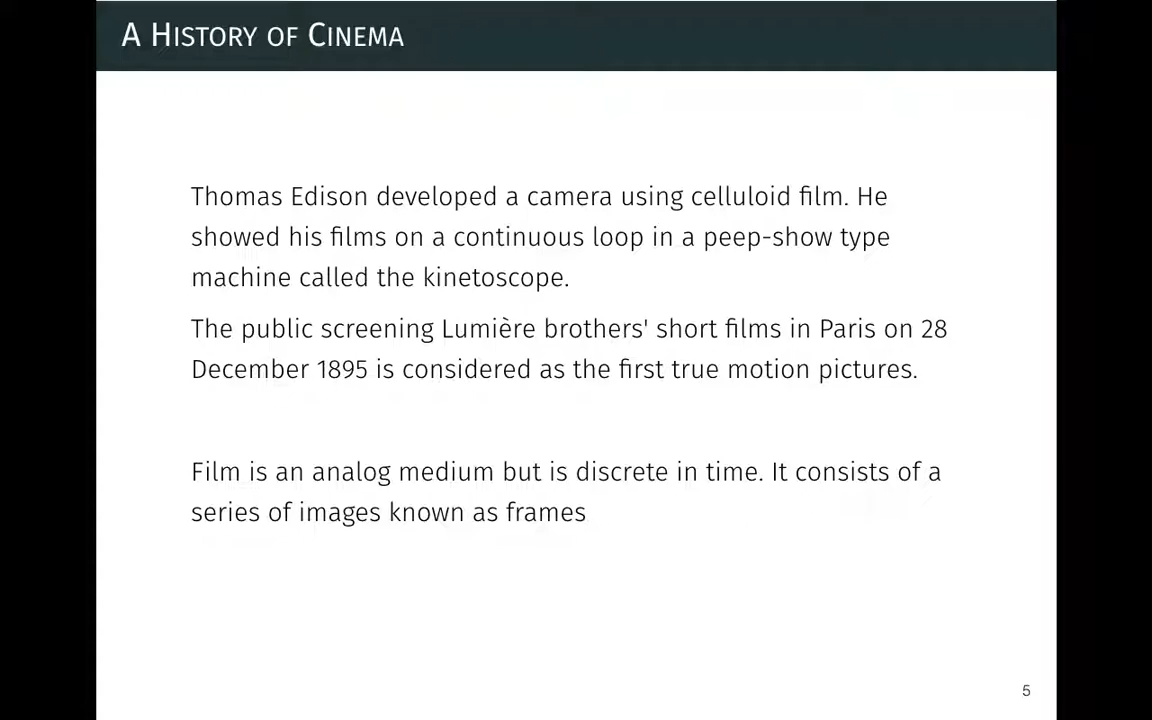 A History of Cinema
Thomas Edison developed a camera using celluloid film. He
showed his films on a continuous loop in a peep-show type
machine called the kinetoscope.
The public screening Lumière brothers' short films in Paris on 28
December 1895 is considered as the first true motion pictures.
Film is an analog medium but is discrete in time. It consists of a
series of images known as frames
5